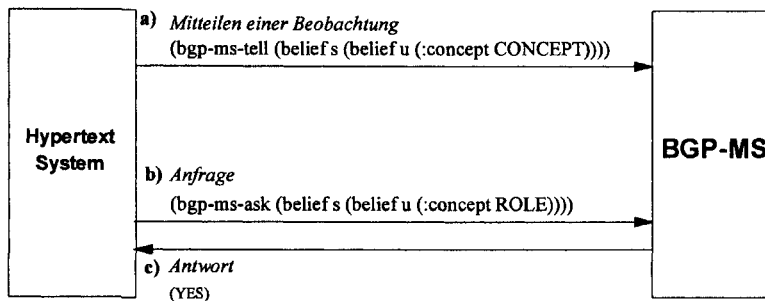 a) Mitteilen einer Beobachtung
(bgp-ms-tell (belief s (belief u (:concept CONCEPT))))
Hypertext
System
BGP-MS
b) Anfrage
(bgp-ms-ask (belief s (belief u (:concept ROLE))))
c) Antwort
(YES)